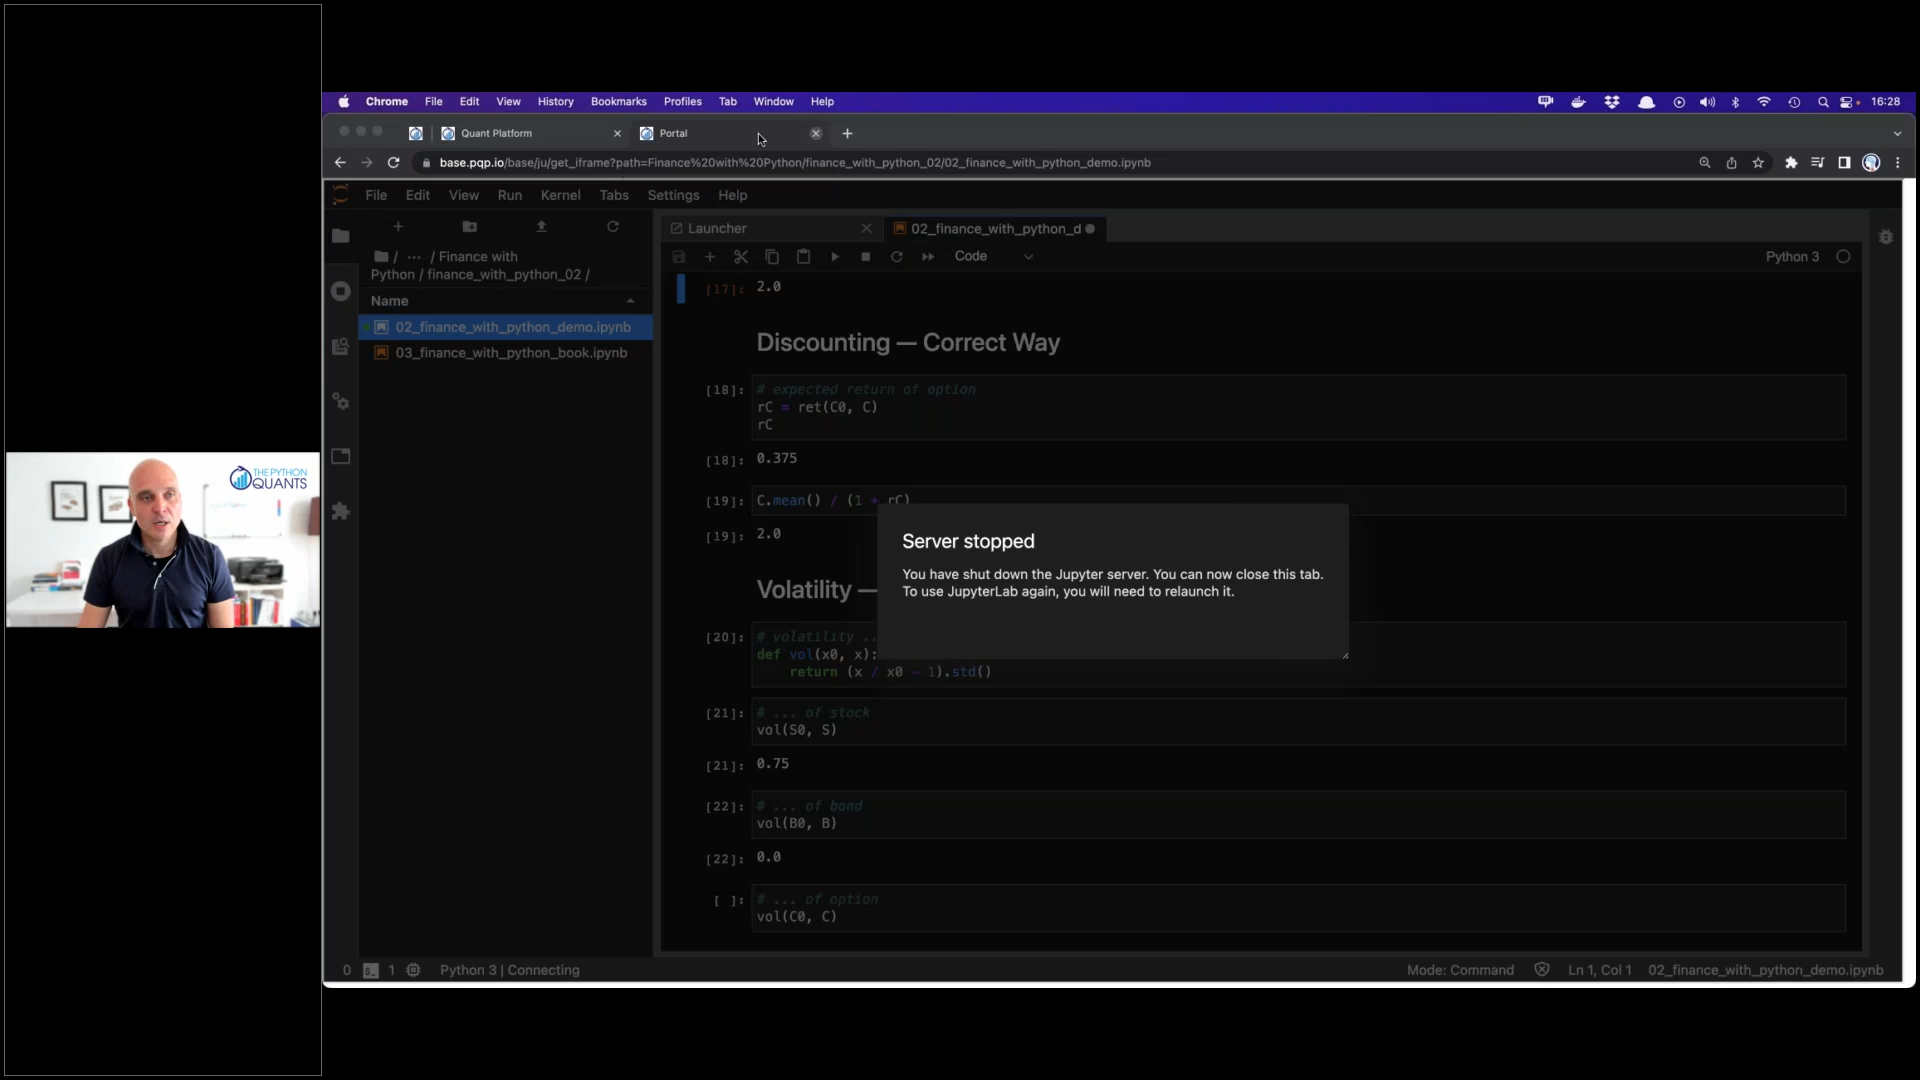 THE PYTHON
QUANTS
Chrome File Edit View History Bookmarks Profiles Tab Window Help 16:28
Quant Platform
Portal
base.pqp.io/base/ju/get_iframe?path=Finance%20with%20Python/finance_with_python_02/02_finance_with_python_demo.ipynb
File Edit View Run Kernel Tabs Settings Help
/ ... / Finance with
Python / finance_with_python_02 /
Name
02_finance_with_python_demo.ipynb
03_finance_with_python_book.ipynb
Launcher
02_finance_with_python_d
Code
Python 3
[17]: 2.0
Discounting — Correct Way
[18]: # expected return of option
rC = ret(C0, C)
rC
[18]: 0.375
[19]: C.mean() / (1 + rC)
[19]: 2.0
Volatility —
[20]: # volatility ..
def vol(x0, x):
return (x / x0 - 1).std()
[21]: # ... of stock
vol(S0, S)
[21]: 0.75
[22]: # ... of bond
vol(B0, B)
[22]: 0.0
[ ]: # ... of option
vol(C0, C)
Server stopped
You have shut down the Jupyter server. You can now close this tab.
To use JupyterLab again, you will need to relaunch it.
0 1 Python 3 | Connecting
Mode: Command Ln 1, Col 1 02_finance_with_python_demo.ipynb